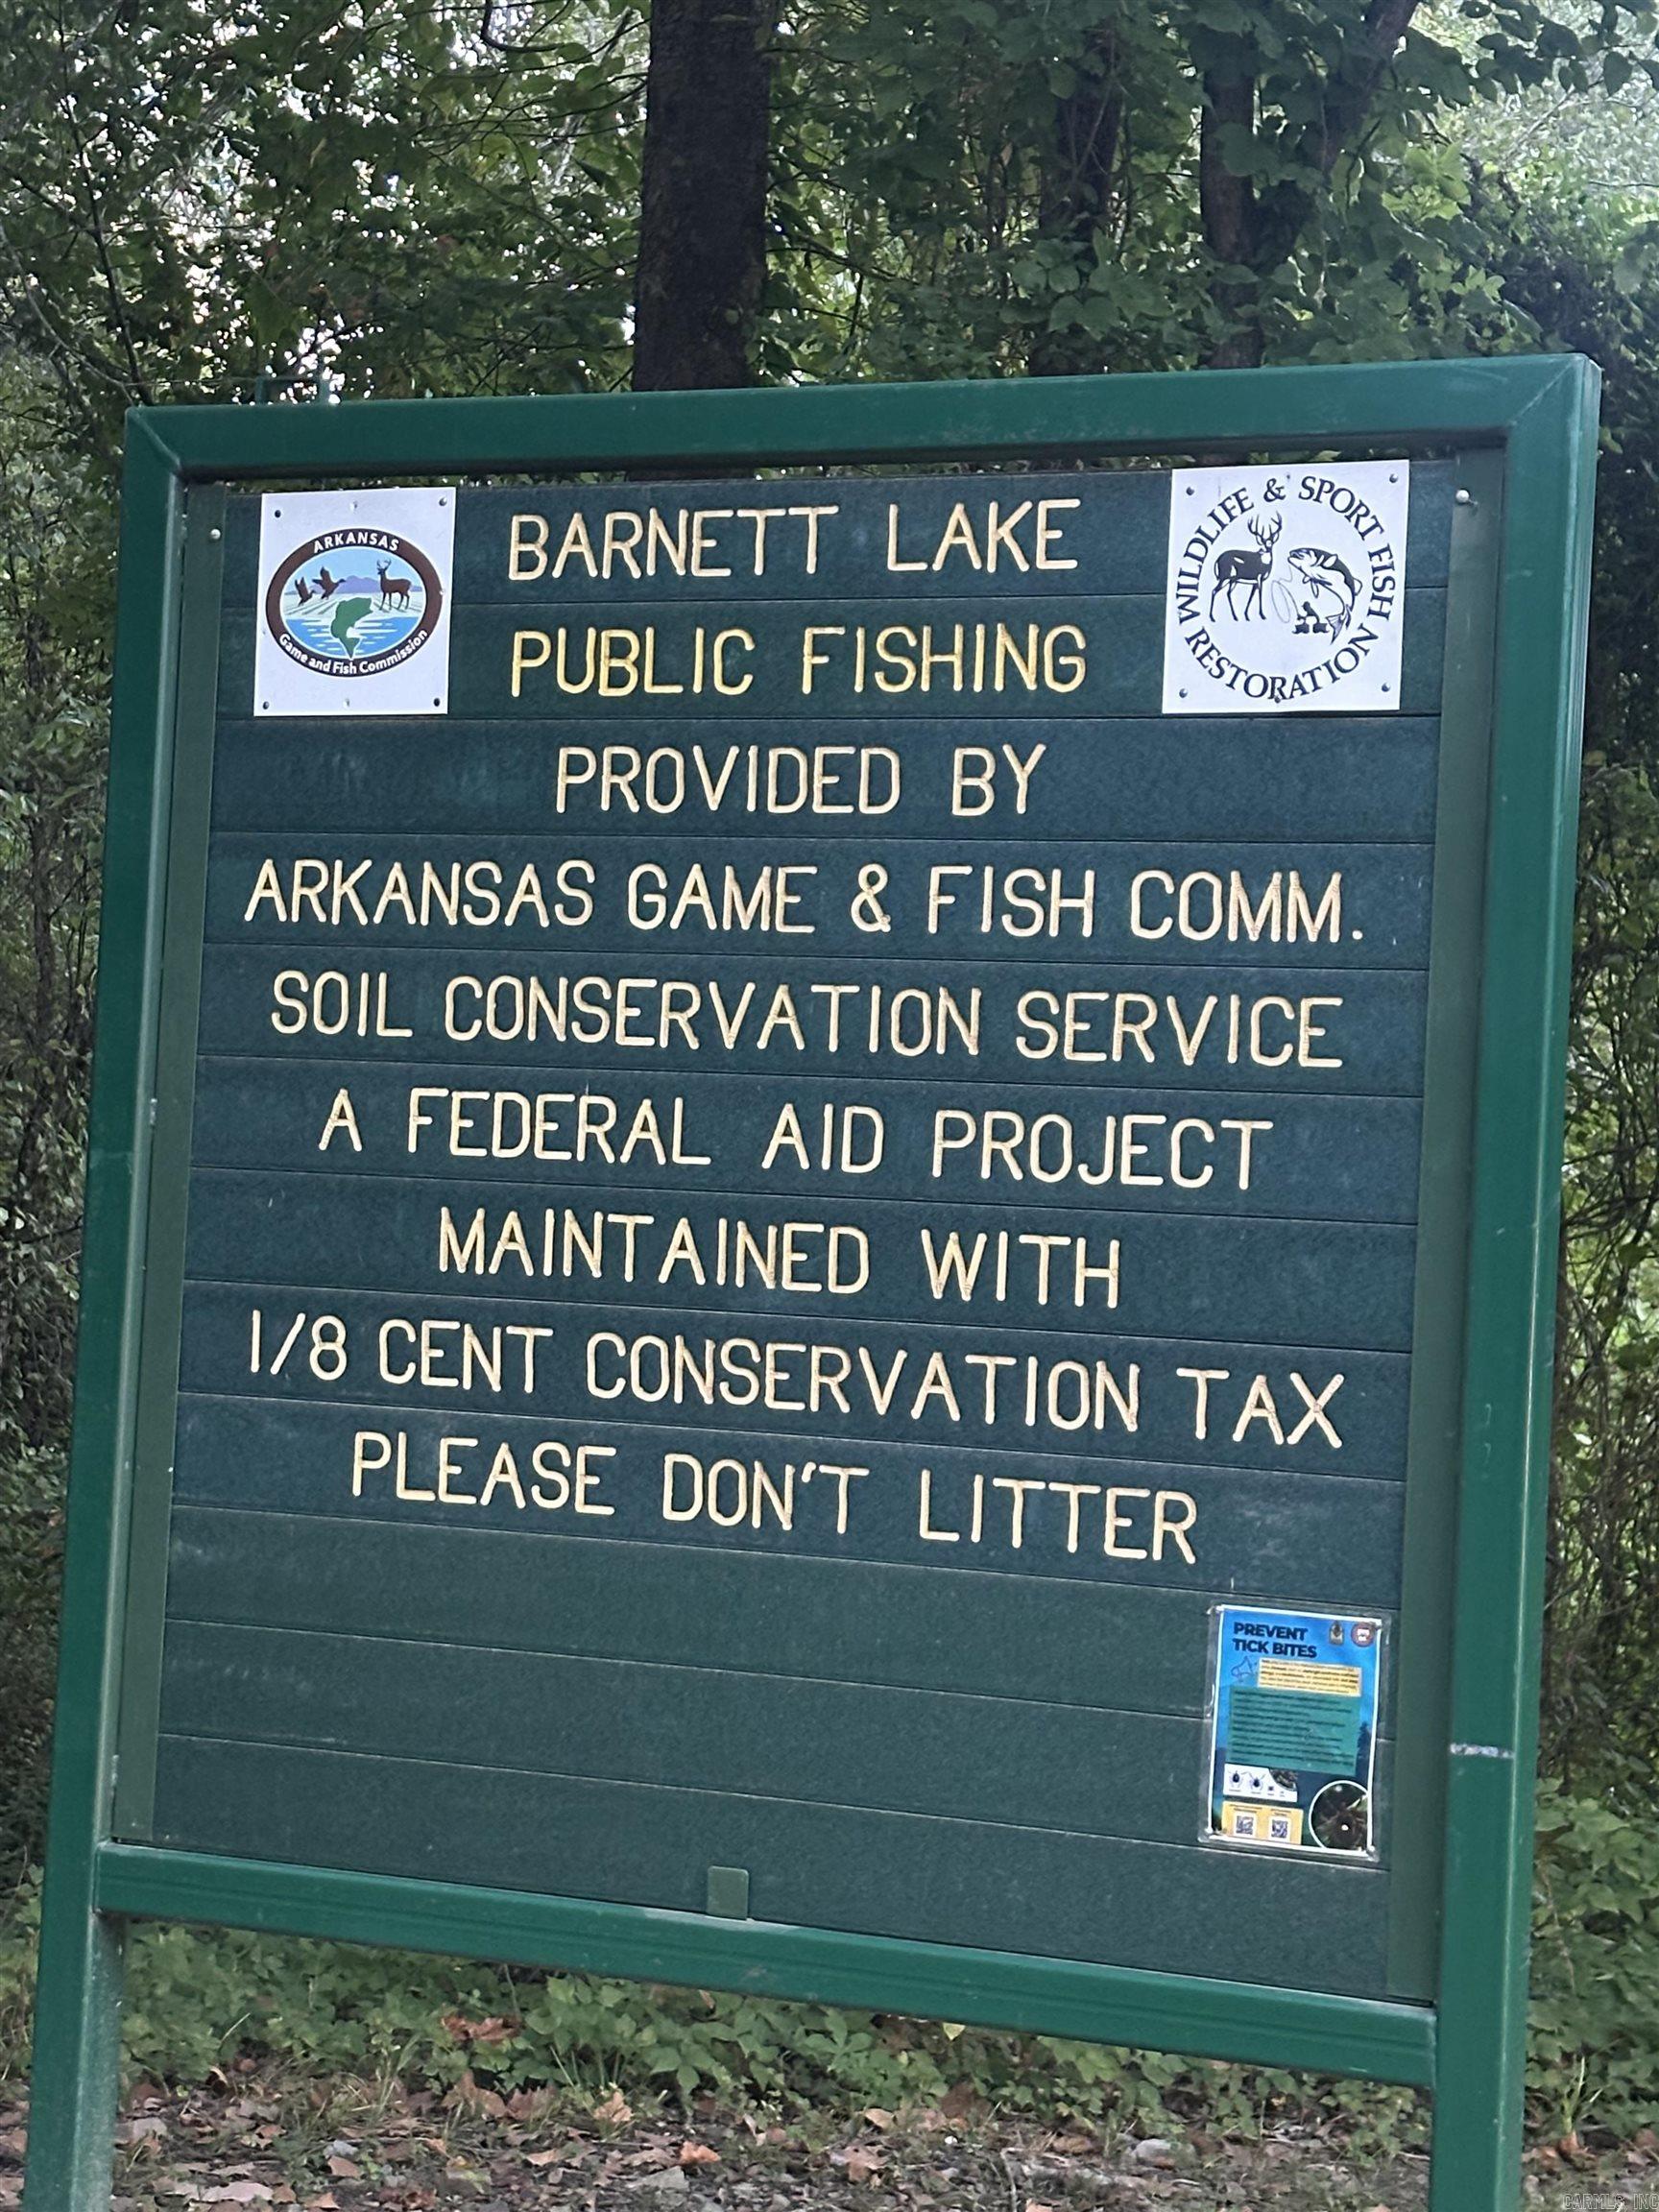 ARKANSAS
Game and Fish Commission
WILDLIFE & SPORT FISH
RESTORATION
BARNETT LAKE
PUBLIC FISHING
PROVIDED BY
ARKANSAS GAME & FISH COMM.
SOIL CONSERVATION SERVICE
A FEDERAL AID PROJECT
MAINTAINED WITH
1/8 CENT CONSERVATION TAX
PLEASE DON'T LITTER
PREVENT
TICK BITES
CARMLS, INC